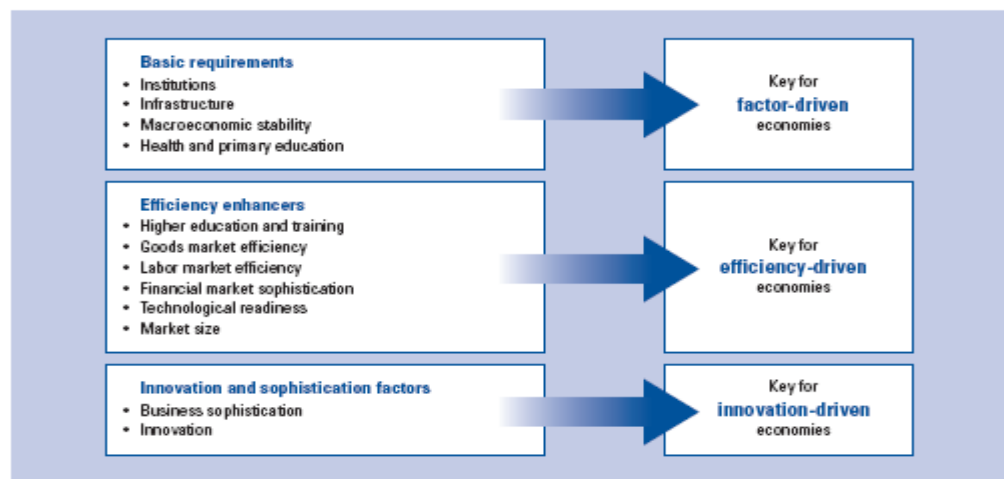 Basic requirements
• Institutions
• Infrastructure
• Macroeconomic stability
• Health and primary education
Key for
factor-driven
economies
Efficiency enhancers
• Higher education and training
• Goods market efficiency
• Labor market efficiency
• Financial market sophistication
• Technological readiness
• Market size
Key for
efficiency-driven
economies
Innovation and sophistication factors
• Business sophistication
• Innovation
Key for
innovation-driven
economies